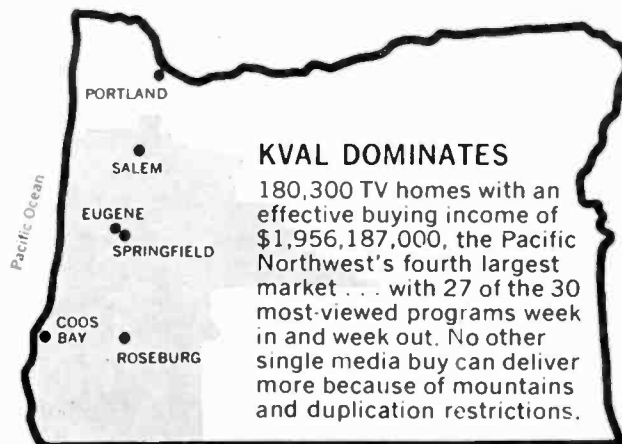 PORTLAND
SALEM
EUGENE
SPRINGFIELD
Pacific Ocean
COOS
BAY
ROSEBURG
KVAL DOMINATES
180,300 TV homes with an
effective buying income of
$1,956,187,000, the Pacific
Northwest's fourth largest
market ... with 27 of the 30
most-viewed programs week
in and week out. No other
single media buy can deliver
more because of mountains
and duplication restrictions.